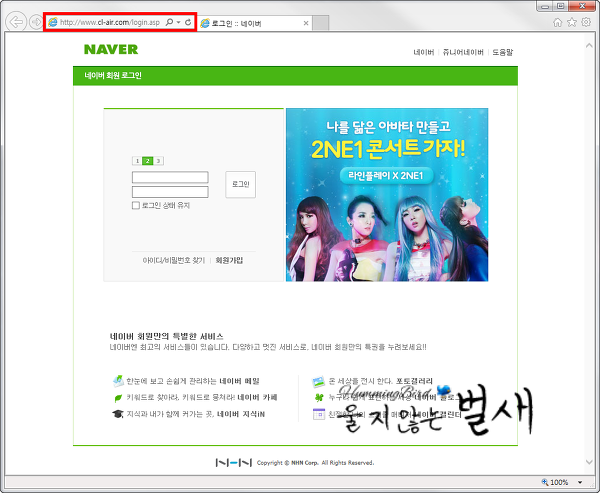 http://www.cl-air.com/login.asp
로그인 :: 네이버
NAVER
네이버 | 쥬니어네이버 | 도움말
네이버 회원 로그인
나를 닮은 아바타 만들고
2NE1 콘서트 가자!
라인플레이 X 2NE1
1 2 3
로그인
로그인 상태 유지
아이디/비밀번호 찾기 | 회원가입
네이버 회원만의 특별한 서비스
네이버엔 최고의 서비스들이 있습니다. 다양하고 멋진 서비스로, 네이버 회원만의 특권을 누려보세요!!
한눈에 보고 손쉽게 관리하는 네이버 메일
온 세상을 전시 한다. 포토갤러리
키워드로 찾아라, 키워드로 뭉쳐라! 네이버 카페
누구
지식과 내가 함께 커가는 곳, 네이버 지식iN
HummingBird
울지않는 벌새
NHN
Copyright © NHN Corp. All Rights Reserved.
100%